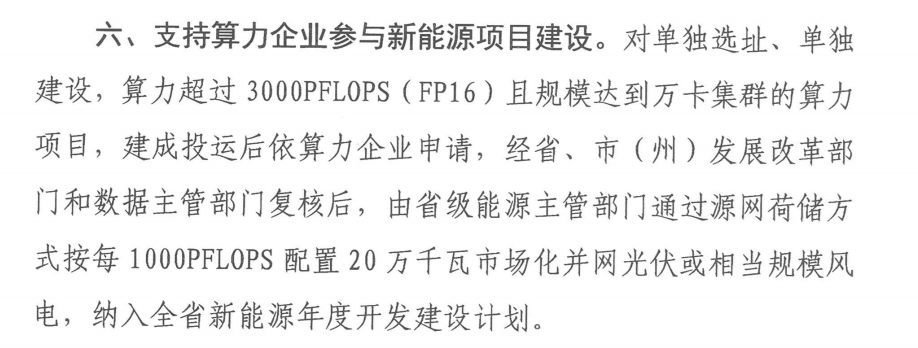 六、支持算力企业参与新能源项目建设。对单独选址、单独
建设，算力超过 3000PFLOPS（FP16）且规模达到万卡集群的算力
项目，建成投运后依算力企业申请，经省、市（州）发展改革部
门和数据主管部门复核后，由省级能源主管部门通过源网荷储方
式按每 1000PFLOPS 配置 20 万千瓦市场化并网光伏或相当规模风
电，纳入全省新能源年度开发建设计划。